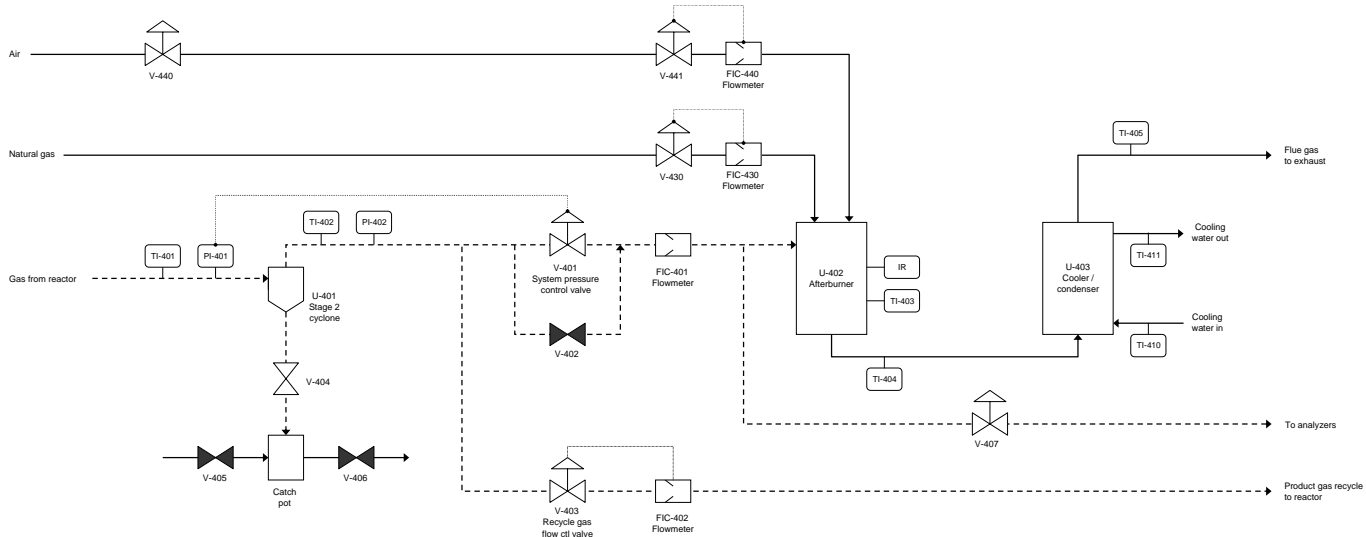 Air
V-440
V-441
FIC-440
Flowmeter
TI-405
Natural gas
Flue gas
to exhaust
V-430
FIC-430
Flowmeter
TI-402
PI-402
Cooling
water out
TI-401
PI-401
TI-411
V-401
System pressure
control valve
FIC-401
Flowmeter
U-402
Afterburner
IR
U-403
Cooler /
condenser
Gas from reactor
U-401
Stage 2
cyclone
TI-403
Cooling
water in
TI-410
V-402
V-404
TI-404
To analyzers
V-407
V-405
V-406
Catch
pot
Product gas recycle
to reactor
V-403
Recycle gas
flow ctl valve
FIC-402
Flowmeter